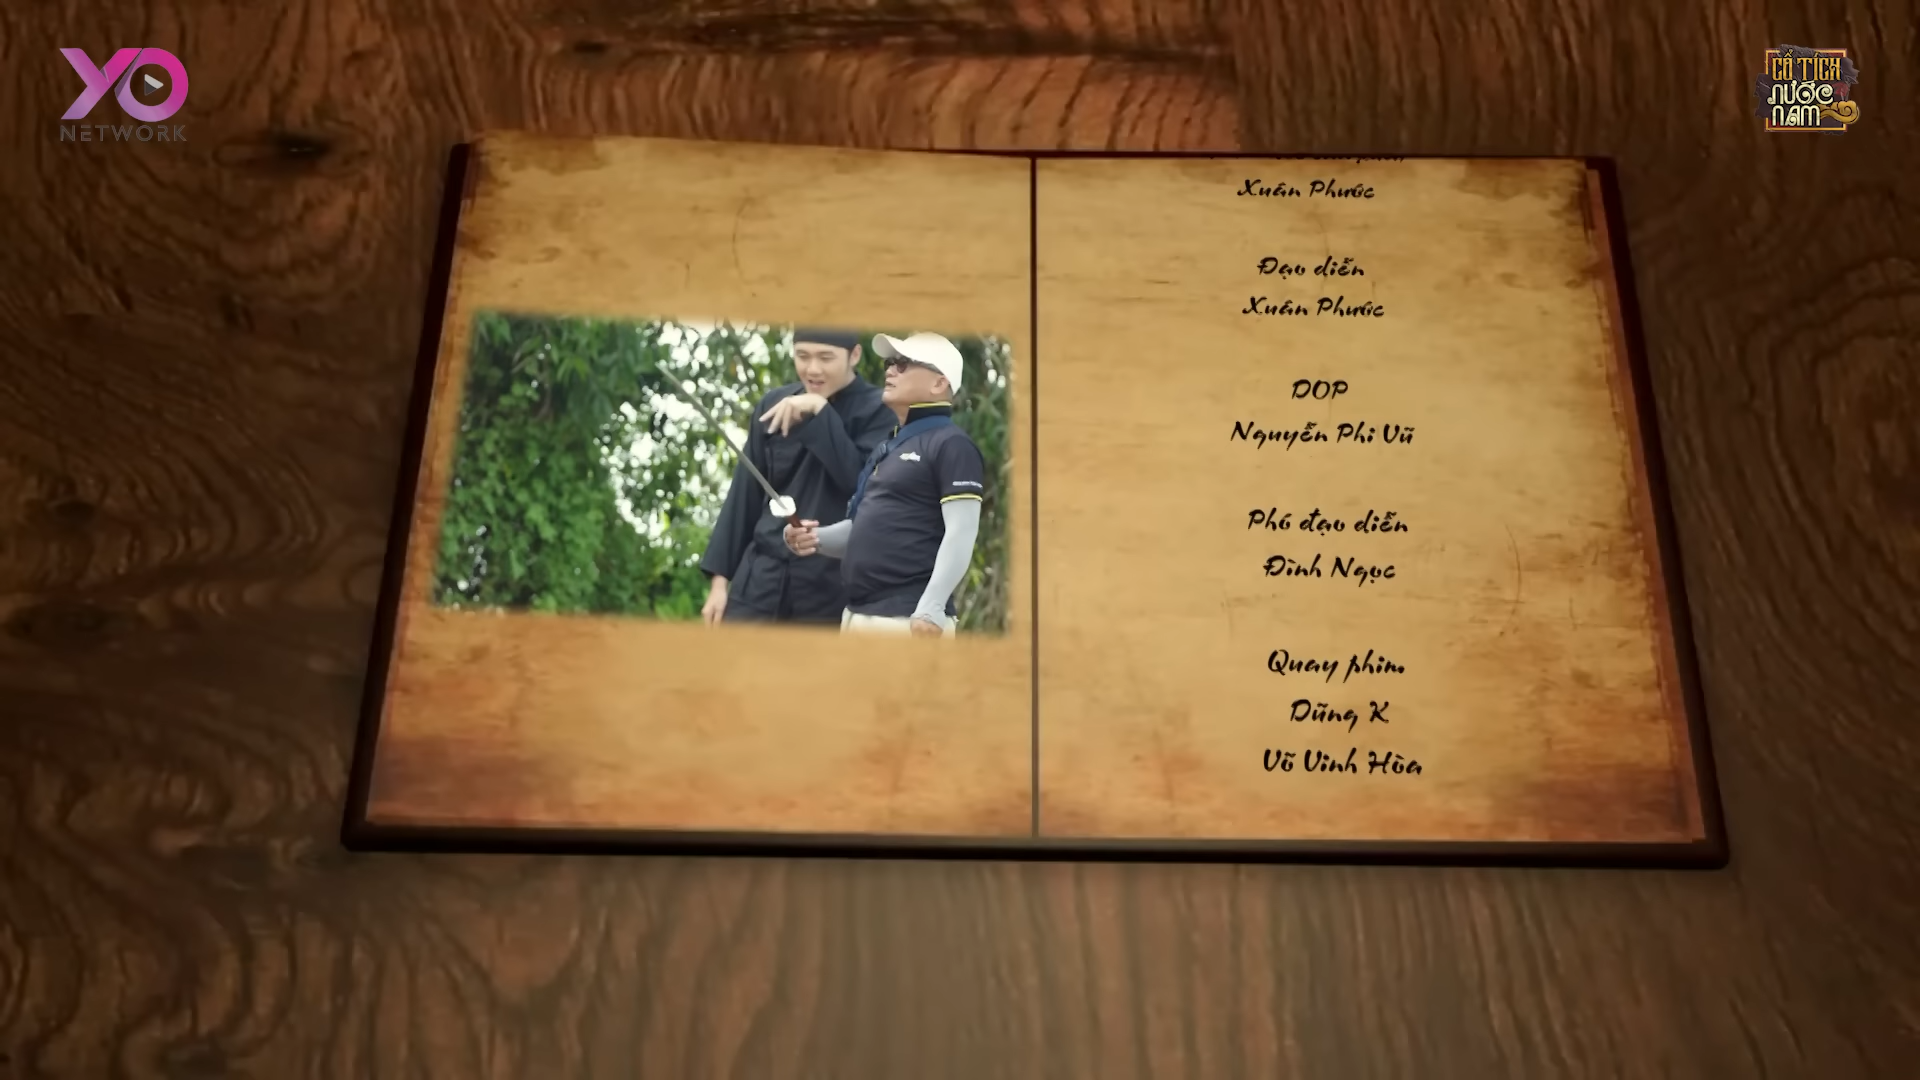 YO
NETWORK
CỔ TÍCH
NƯỚC
NAM
Xuân Phước
Đạo diễn
Xuân Phước
DOP
Nguyễn Phi Vũ
Phó đạo diễn
Đình Ngọc
Quay phim
Dũng K
Võ Vinh Hòa